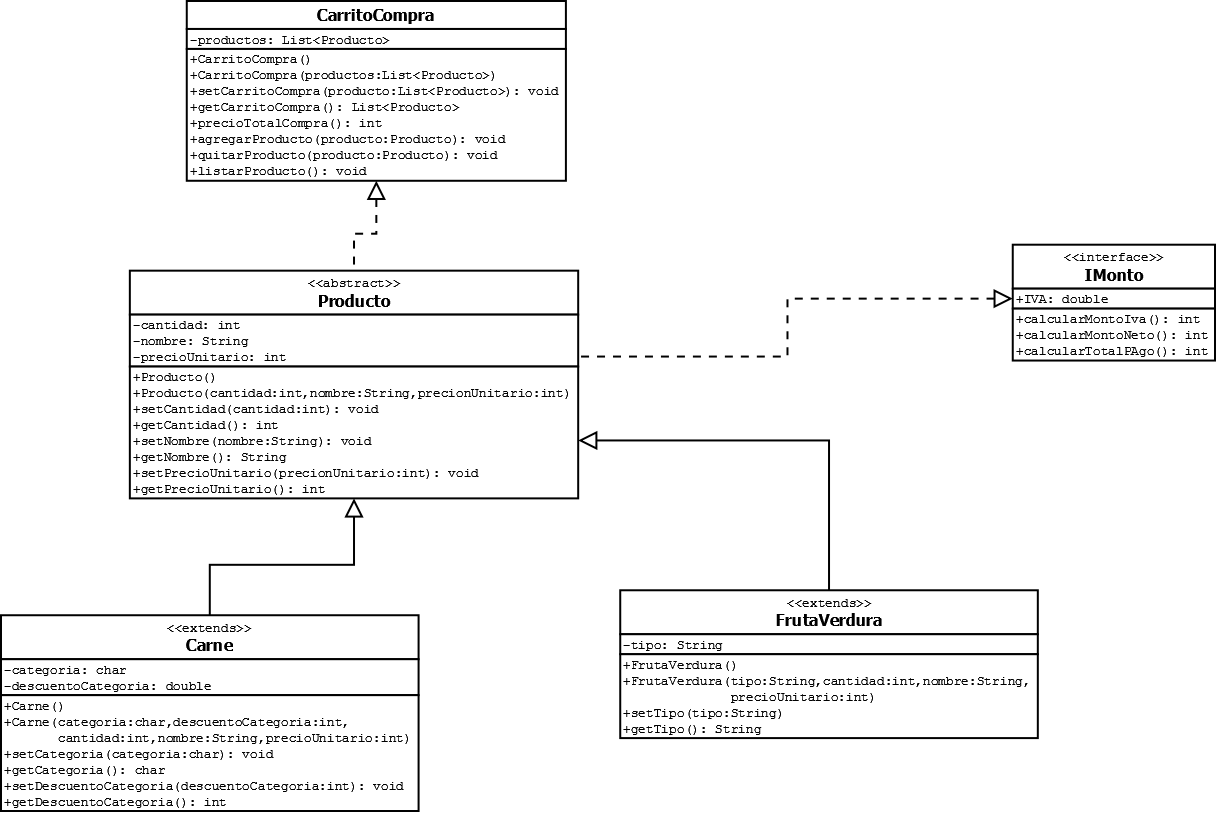 CarritoCompra
-productos: List<Producto>
+CarritoCompra()
+CarritoCompra(productos:List<Producto>)
+setCarritoCompra(producto:List<Producto>): void
+getCarritoCompra(): List<Producto>
+precioTotalCompra(): int
+agregarProducto(producto:Producto): void
+quitarProducto(producto:Producto): void
+listarProducto(): void
<<interface>>
IMonto
+IVA: double
+calcularMontoIva(): int
+calcularMontoNeto(): int
+calcularTotalPAgo(): int
<<abstract>>
Producto
-cantidad: int
-nombre: String
-precioUnitario: int
+Producto()
+Producto(cantidad:int,nombre:String,precionUnitario:int)
+setCantidad(cantidad:int): void
+getCantidad(): int
+setNombre(nombre:String): void
+getNombre(): String
+setPrecioUnitario(precionUnitario:int): void
+getPrecioUnitario(): int
<<extends>>
Carne
-categoria: char
-descuentoCategoria: double
+Carne()
+Carne(categoria:char,descuentoCategoria:int,
cantidad:int,nombre:String,precioUnitario:int)
+setCategoria(categoria:char): void
+getCategoria(): char
+setDescuentoCategoria(descuentoCategoria:int): void
+getDescuentoCategoria(): int
<<extends>>
FrutaVerdura
-tipo: String
+FrutaVerdura()
+FrutaVerdura(tipo:String,cantidad:int,nombre:String,
precioUnitario:int)
+setTipo(tipo:String)
+getTipo(): String